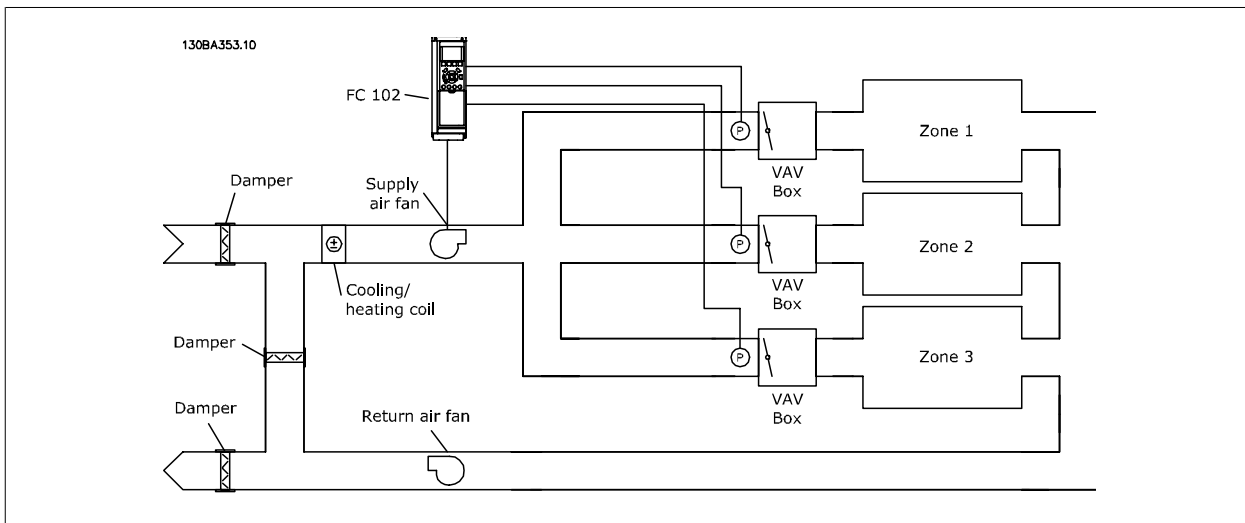 130BA353.10
FC 102
Damper
Supply
air fan
Cooling/
heating coil
Damper
Damper
Return air fan
P
VAV
Box
Zone 1
P
VAV
Box
Zone 2
P
VAV
Box
Zone 3